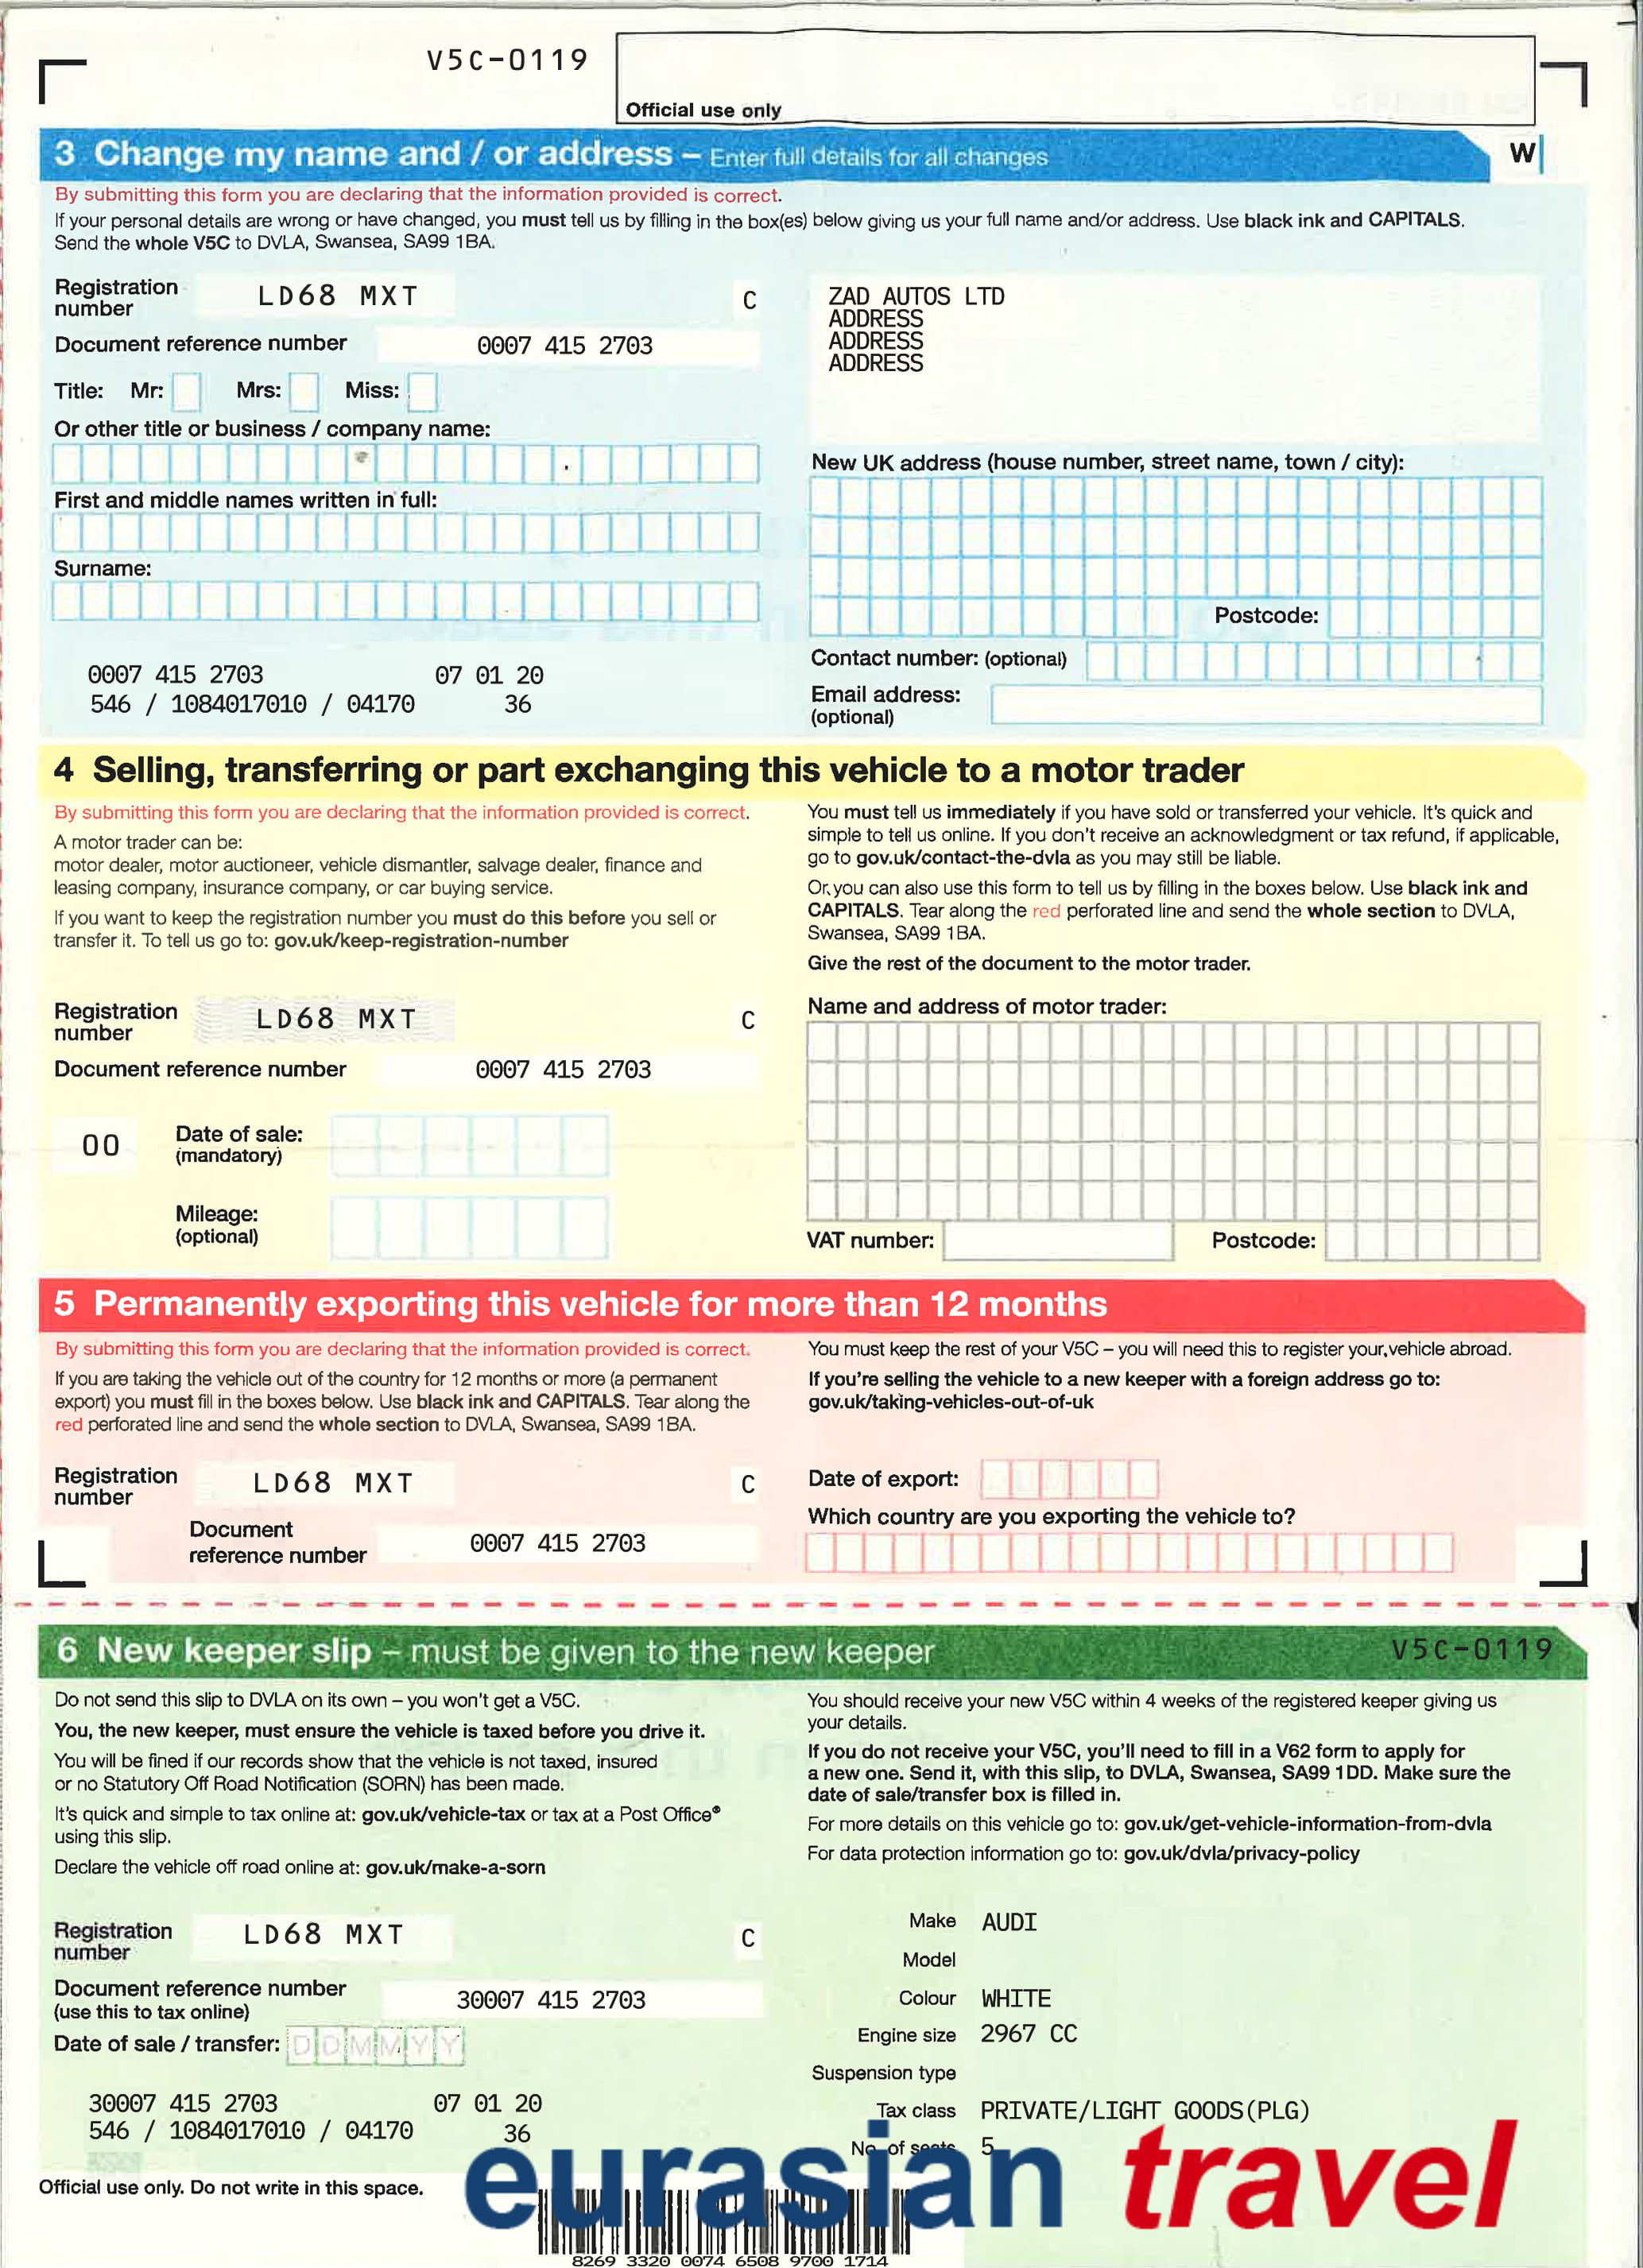 V5C-0119
Official use only
3 Change my name and / or address – Enter full details for all changes
W
By submitting this form you are declaring that the information provided is correct.
If your personal details are wrong or have changed, you must tell us by filling in the box(es) below giving us your full name and/or address. Use black ink and CAPITALS.
Send the whole V5C to DVLA, Swansea, SA99 1BA.
Registration number LD68 MXT C
Document reference number 0007 415 2703
Title: Mr: Mrs: Miss:
Or other title or business / company name:
First and middle names written in full:
Surname:
0007 415 2703 07 01 20
546 / 1084017010 / 04170 36
ZAD AUTOS LTD
ADDRESS
ADDRESS
ADDRESS
New UK address (house number, street name, town / city):
Postcode:
Contact number: (optional)
Email address:
(optional)
4 Selling, transferring or part exchanging this vehicle to a motor trader
By submitting this form you are declaring that the information provided is correct.
A motor trader can be:
motor dealer, motor auctioneer, vehicle dismantler, salvage dealer, finance and
leasing company, insurance company, or car buying service.
If you want to keep the registration number you must do this before you sell or
transfer it. To tell us go to: gov.uk/keep-registration-number
Registration number LD68 MXT C
Document reference number 0007 415 2703
00
Date of sale:
(mandatory)
Mileage:
(optional)
You must tell us immediately if you have sold or transferred your vehicle. It's quick and
simple to tell us online. If you don't receive an acknowledgment or tax refund, if applicable,
go to gov.uk/contact-the-dvla as you may still be liable.
Or, you can also use this form to tell us by filling in the boxes below. Use black ink and
CAPITALS. Tear along the red perforated line and send the whole section to DVLA,
Swansea, SA99 1BA.
Give the rest of the document to the motor trader.
Name and address of motor trader:
VAT number: Postcode:
5 Permanently exporting this vehicle for more than 12 months
By submitting this form you are declaring that the information provided is correct.
If you are taking the vehicle out of the country for 12 months or more (a permanent
export) you must fill in the boxes below. Use black ink and CAPITALS. Tear along the
red perforated line and send the whole section to DVLA, Swansea, SA99 1BA.
Registration number LD68 MXT C
Document
reference number 0007 415 2703
You must keep the rest of your V5C – you will need this to register your vehicle abroad.
If you're selling the vehicle to a new keeper with a foreign address go to:
gov.uk/taking-vehicles-out-of-uk
Date of export:
Which country are you exporting the vehicle to?
6 New keeper slip – must be given to the new keeper
V5C-0119
Do not send this slip to DVLA on its own – you won't get a V5C.
You, the new keeper, must ensure the vehicle is taxed before you drive it.
You will be fined if our records show that the vehicle is not taxed, insured
or no Statutory Off Road Notification (SORN) has been made.
It's quick and simple to tax online at: gov.uk/vehicle-tax or tax at a Post Office®
using this slip.
Declare the vehicle off road online at: gov.uk/make-a-sorn
Registration number LD68 MXT C
Document reference number
(use this to tax online) 30007 415 2703
Date of sale / transfer: D D M M Y Y
30007 415 2703 07 01 20
546 / 1084017010 / 04170 36
Official use only. Do not write in this space.
You should receive your new V5C within 4 weeks of the registered keeper giving us
your details.
If you do not receive your V5C, you'll need to fill in a V62 form to apply for
a new one. Send it, with this slip, to DVLA, Swansea, SA99 1DD. Make sure the
date of sale/transfer box is filled in.
For more details on this vehicle go to: gov.uk/get-vehicle-information-from-dvla
For data protection information go to: gov.uk/dvla/privacy-policy
Make AUDI
Model
Colour WHITE
Engine size 2967 CC
Suspension type
Tax class PRIVATE/LIGHT GOODS(PLG)
No. of seats 5
eurasian travel
8269 3320 0074 6508 9700 1714